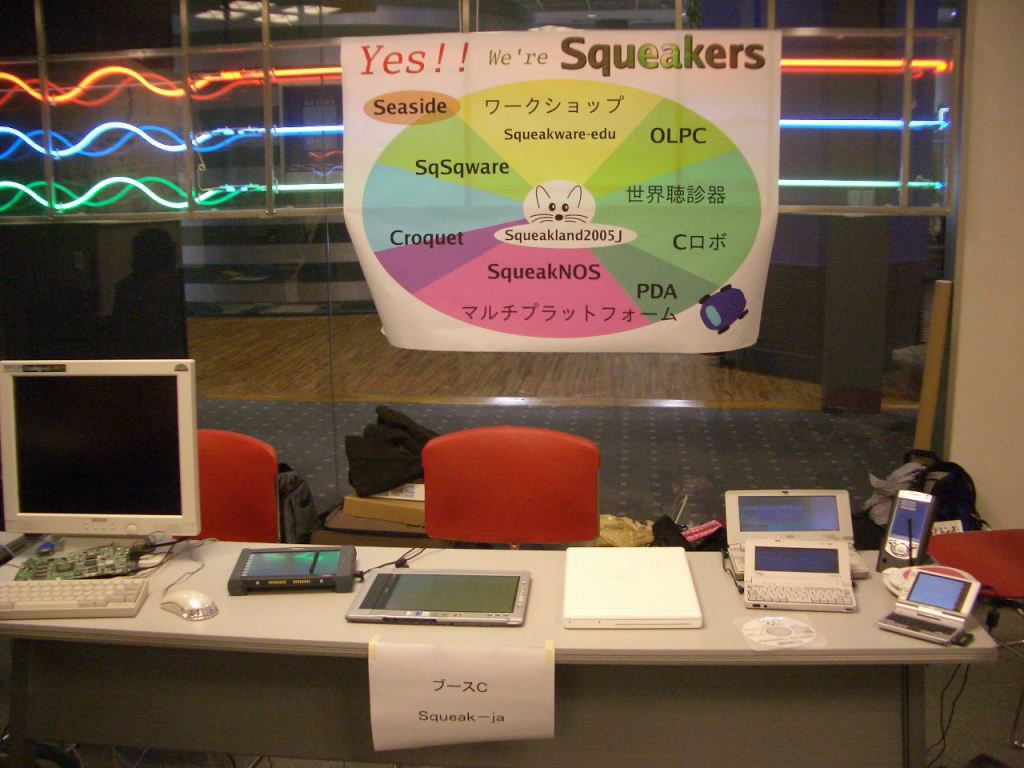 Yes!! We're Squeakers
Seaside
ワークショップ
Squeakware-edu
OLPC
SqSqware
世界聴診器
Croquet
Squeakland2005J
Cロボ
SqueakNOS
PDA
マルチプラットフォーム
ブースC
Squeak－ja